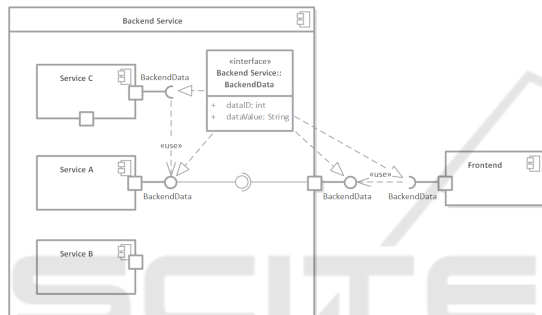 Backend Service
«interface»
Backend Service::
BackendData
+ dataID: int
+ dataValue: String
Service C
BackendData
«use»
Service A
BackendData
«use»
Frontend
BackendData
BackendData
Service B
SCITE